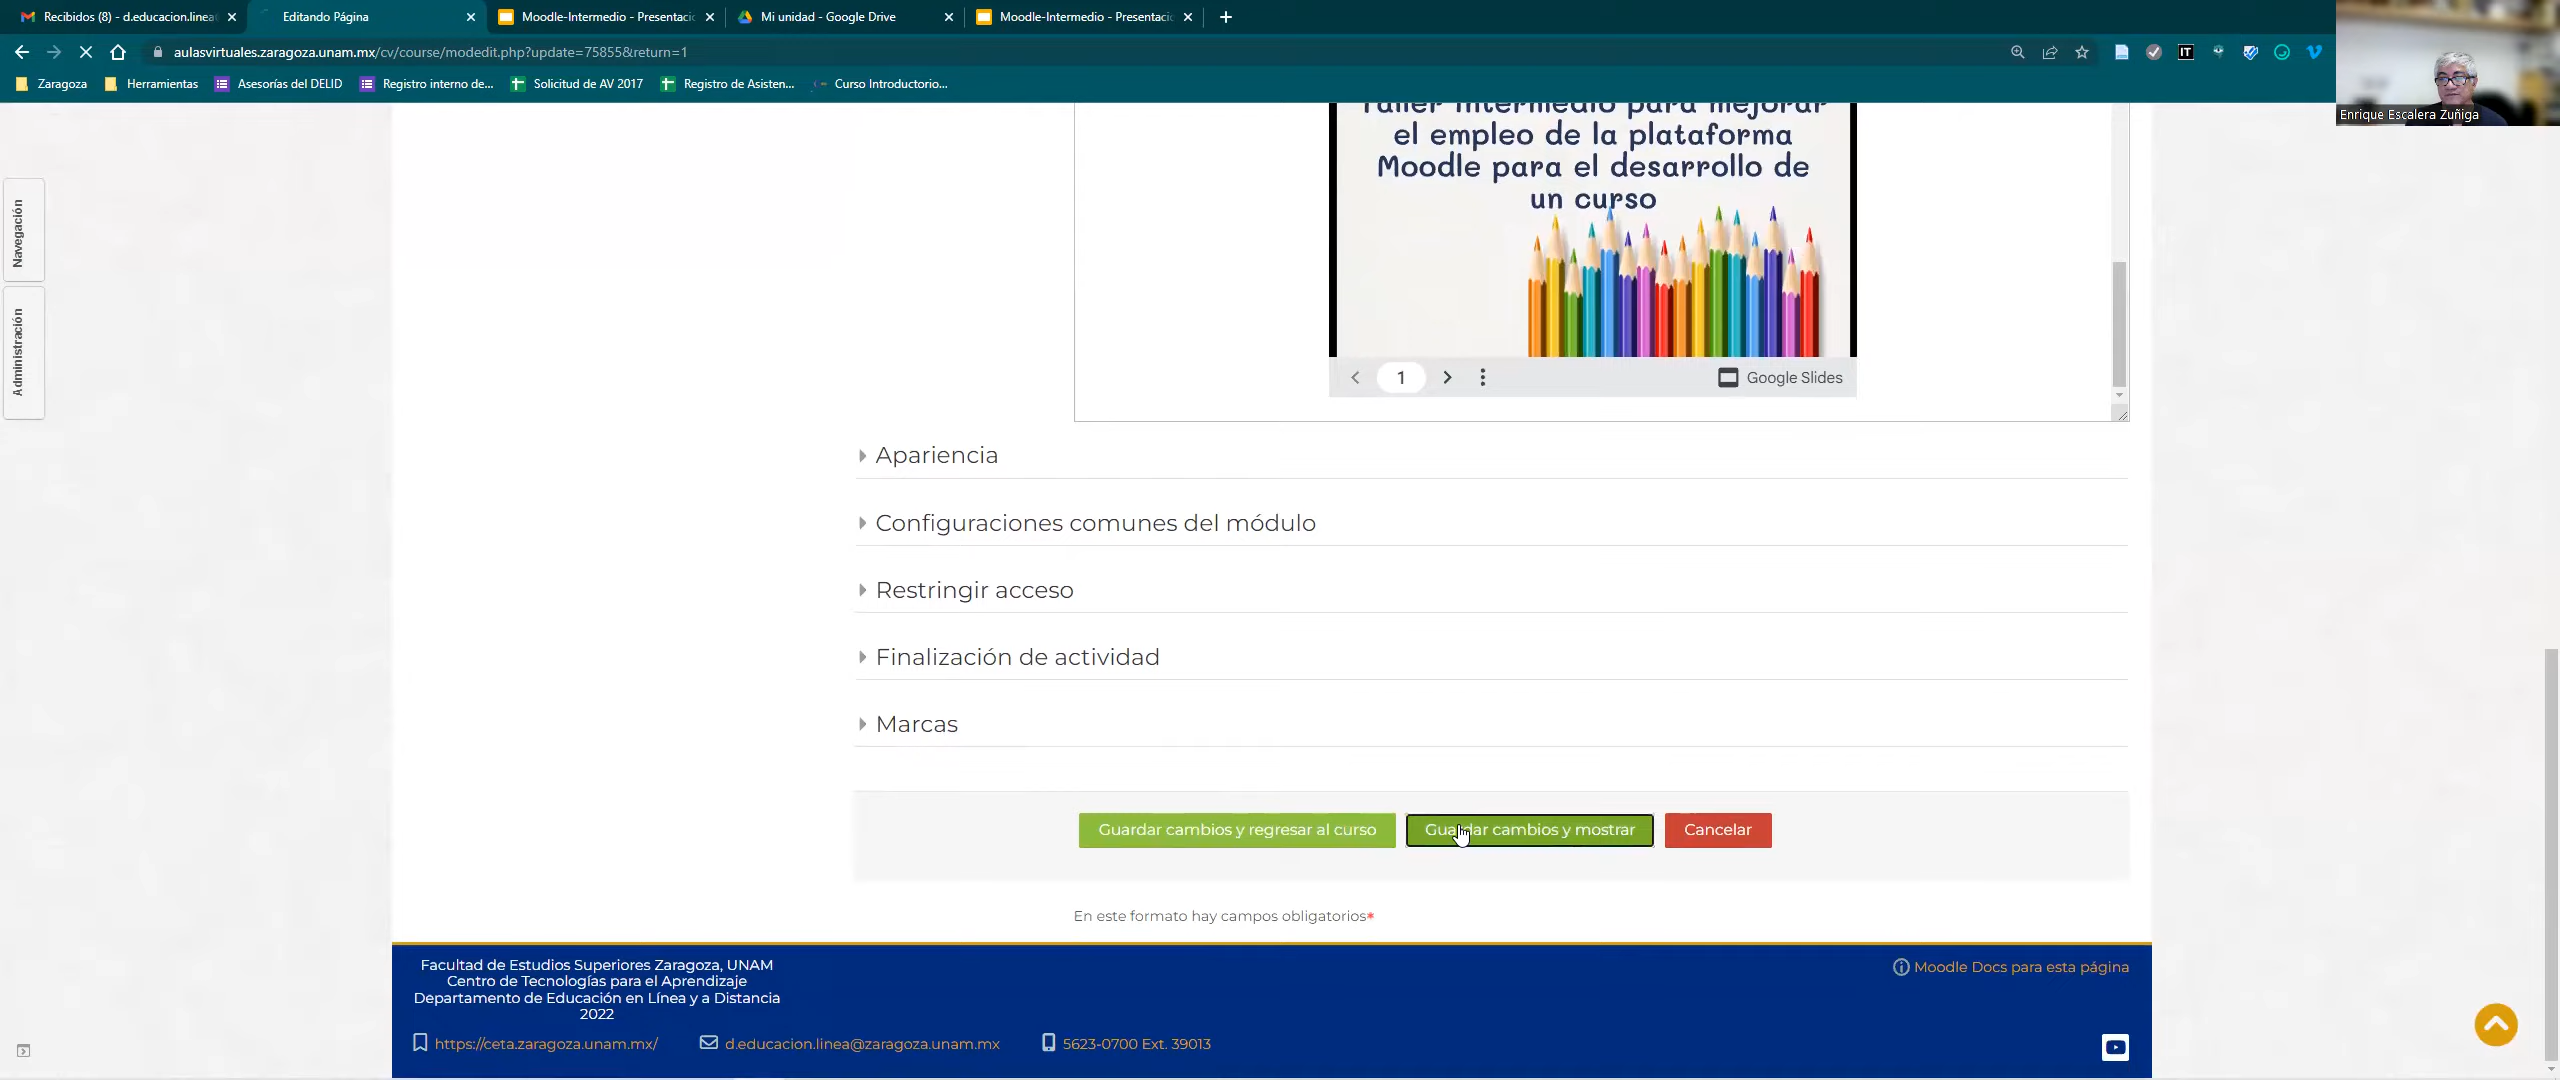 Recibidos (8) - d.educacion.linea
Editando Página
Moodle-Intermedio - Presentaci
Mi unidad - Google Drive
Moodle-Intermedio - Presentaci
aulasvirtuales.zaragoza.unam.mx/cv/course/modedit.php?update=75855&return=1
Zaragoza
Herramientas
Asesorías del DELID
Registro interno de...
Solicitud de AV 2017
Registro de Asisten...
Curso Introductorio...
Enrique Escalera Zuñiga
Navegación
Administración
Taller intermedio para mejorar
el empleo de la plataforma
Moodle para el desarrollo de
un curso
1
Google Slides
Apariencia
Configuraciones comunes del módulo
Restringir acceso
Finalización de actividad
Marcas
Guardar cambios y regresar al curso
Guardar cambios y mostrar
Cancelar
En este formato hay campos obligatorios*
Facultad de Estudios Superiores Zaragoza, UNAM
Centro de Tecnologías para el Aprendizaje
Departamento de Educación en Línea y a Distancia
2022
Moodle Docs para esta página
https://ceta.zaragoza.unam.mx/
d.educacion.linea@zaragoza.unam.mx
5623-0700 Ext. 39013